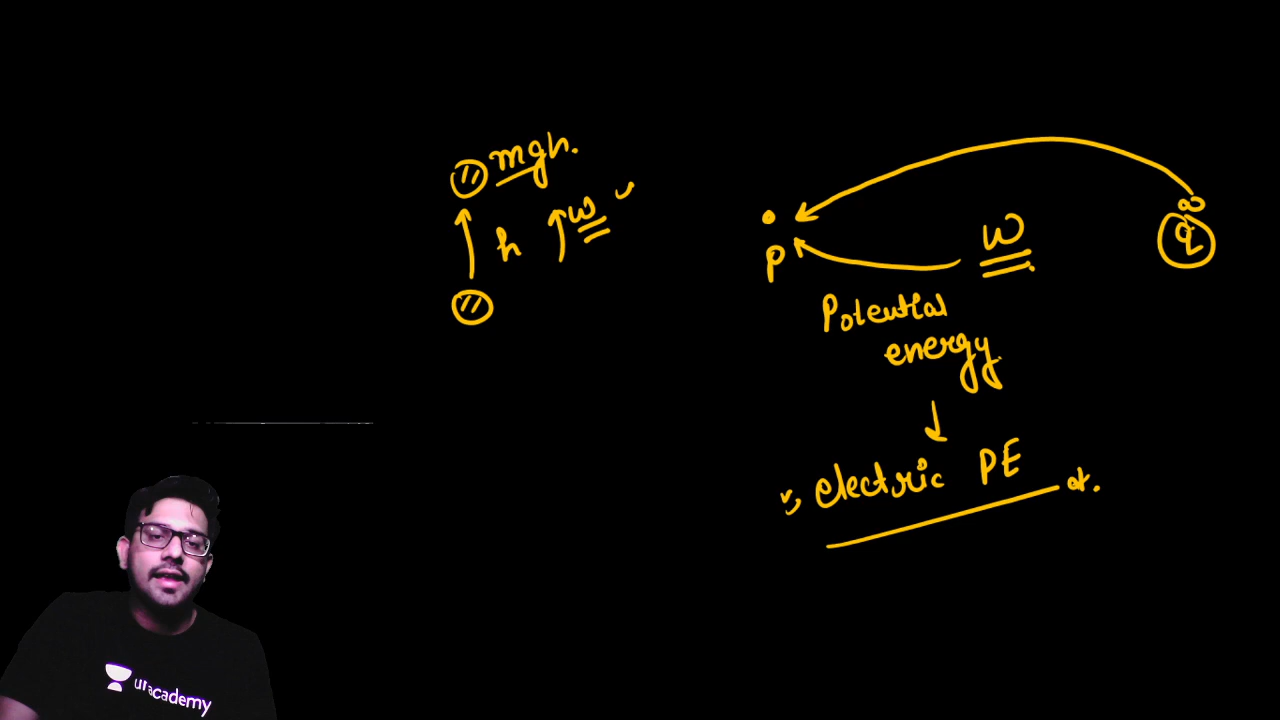 mgh.
h
W
∞
q
P
W
Potential
energy
↓
electric PE
unacademy